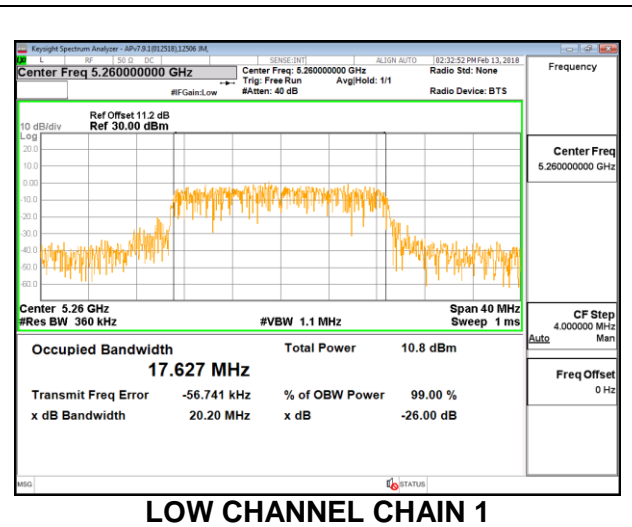 Keysight Spectrum Analyzer - APv7.9.1(012518),12506 JM,
L RF 50 Ω DC SENSE:INT ALIGN AUTO 02:32:52 PM Feb 13, 2018
Center Freq 5.260000000 GHz
Center Freq: 5.260000000 GHz
Radio Std: None
Trig: Free Run Avg|Hold: 1/1
#IFGain:Low #Atten: 40 dB Radio Device: BTS
Frequency
Ref Offset 11.2 dB
10 dB/div Ref 30.00 dBm
Log
20.0
10.0
0.00
-10.0
-20.0
-30.0
-40.0
-50.0
-60.0
Center 5.26 GHz Span 40 MHz
#Res BW 360 kHz #VBW 1.1 MHz Sweep 1 ms
Center Freq
5.260000000 GHz
CF Step
4.000000 MHz
Auto Man
Freq Offset
0 Hz
Occupied Bandwidth Total Power 10.8 dBm
17.627 MHz
Transmit Freq Error -56.741 kHz % of OBW Power 99.00 %
x dB Bandwidth 20.20 MHz x dB -26.00 dB
MSG STATUS
LOW CHANNEL CHAIN 1